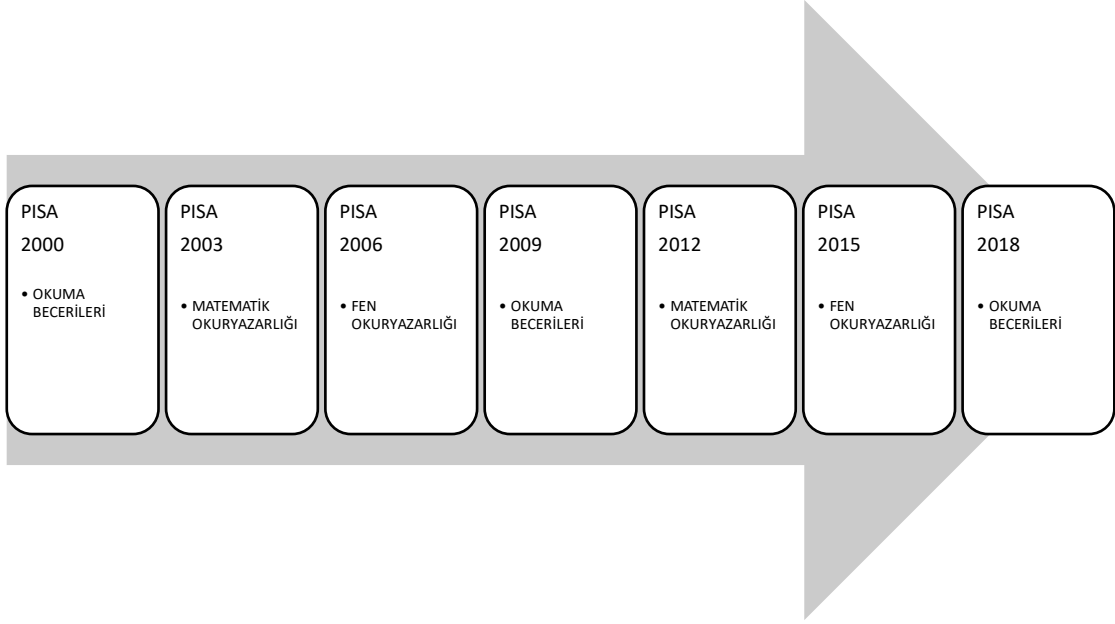 PISA
2000
• OKUMA
BECERİLERİ
PISA
2003
• MATEMATİK
OKURYAZARLIĞI
PISA
2006
• FEN
OKURYAZARLIĞI
PISA
2009
• OKUMA
BECERİLERİ
PISA
2012
• MATEMATİK
OKURYAZARLIĞI
PISA
2015
• FEN
OKURYAZARLIĞI
PISA
2018
• OKUMA
BECERİLERİ